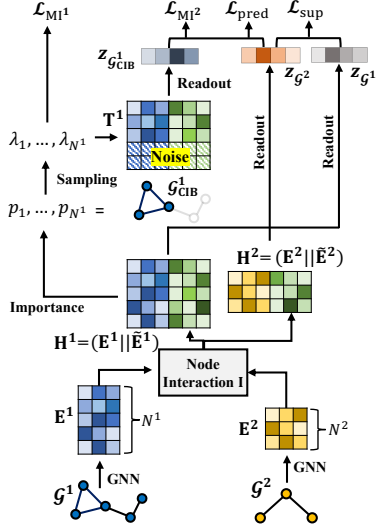 ℒ_MI¹ ℒ_MI² ℒ_pred ℒ_sup
z_𝒢¹_CIB z_𝒢² z_𝒢¹
Readout
T¹
λ₁, …, λ_N¹
Noise
Readout
Readout
Sampling
𝒢¹_CIB
p₁, …, p_N¹ =
H² = (E²||Ẽ²)
Importance
H¹=(E¹||Ẽ¹)
Node
Interaction I
E¹ N¹
E² N²
GNN
GNN
𝒢¹
𝒢²